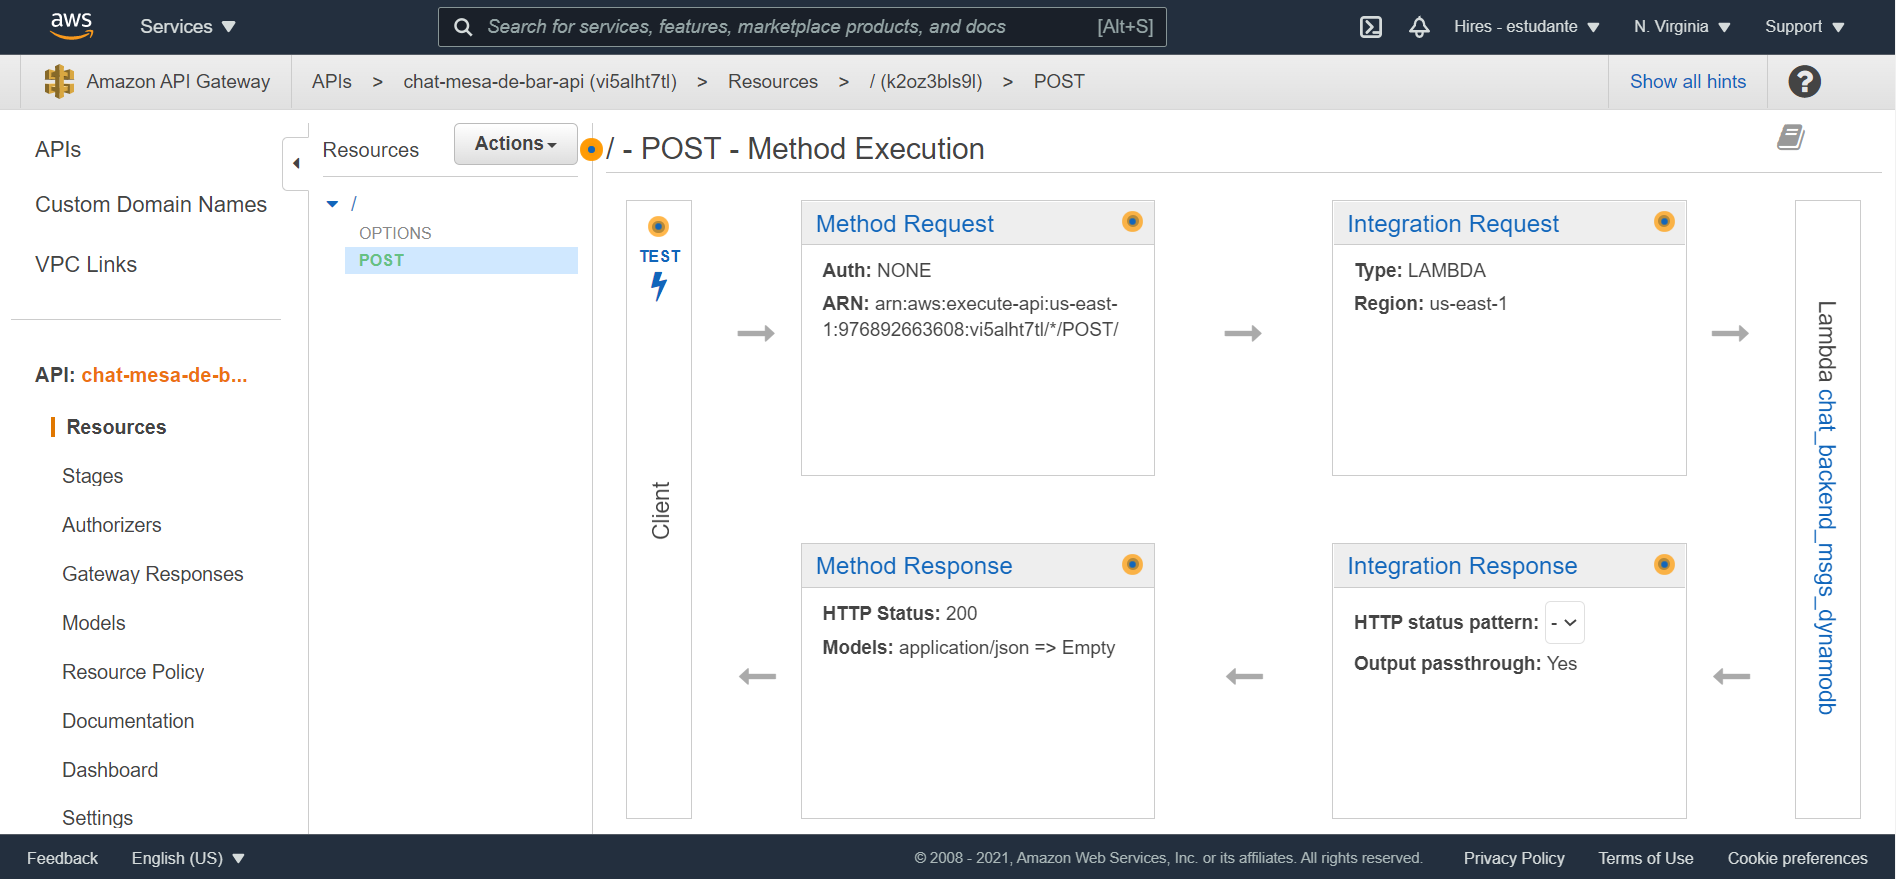 aws
Services
Search for services, features, marketplace products, and docs [Alt+S]
Hires - estudante
N. Virginia
Support
Amazon API Gateway
APIs > chat-mesa-de-bar-api (vi5alht7tl) > Resources > / (k2oz3bls9l) > POST
Show all hints
?
APIs
Custom Domain Names
VPC Links
API: chat-mesa-de-b...
Resources
Stages
Authorizers
Gateway Responses
Models
Resource Policy
Documentation
Dashboard
Settings
Resources
Actions
/
OPTIONS
POST
/ - POST - Method Execution
TEST
Client
Method Request
Auth: NONE
ARN: arn:aws:execute-api:us-east-
1:976892663608:vi5alht7tl/*/POST/
Integration Request
Type: LAMBDA
Region: us-east-1
Lambda chat_backend_msgs_dynamodb
Method Response
HTTP Status: 200
Models: application/json => Empty
Integration Response
HTTP status pattern: -
Output passthrough: Yes
Feedback
English (US)
© 2008 - 2021, Amazon Web Services, Inc. or its affiliates. All rights reserved.
Privacy Policy
Terms of Use
Cookie preferences